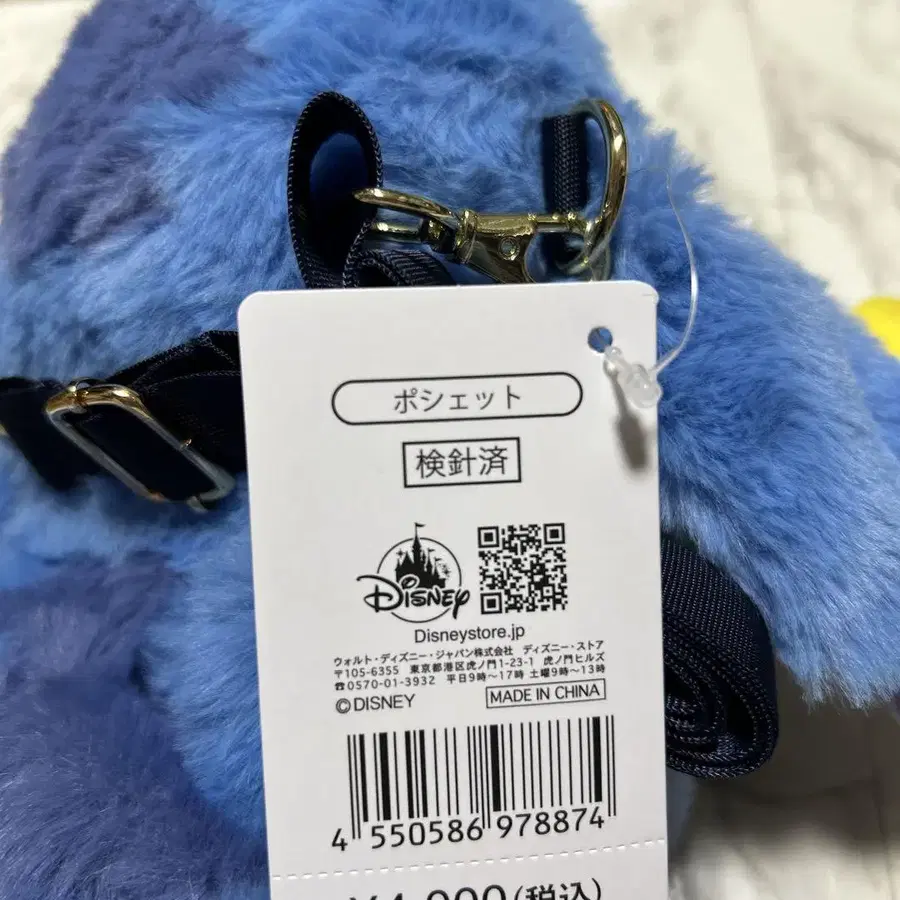 ポシェット
検針済
Disney
Disneystore.jp
ウォルト・ディズニー・ジャパン株式会社 ディズニー・ストア
〒105-6355 東京都港区虎ノ門1-23-1 虎ノ門ヒルズ
☎0570-01-3932 平日9時〜17時 土曜9時〜13時
©DISNEY MADE IN CHINA
4 550586 978874
(税込)